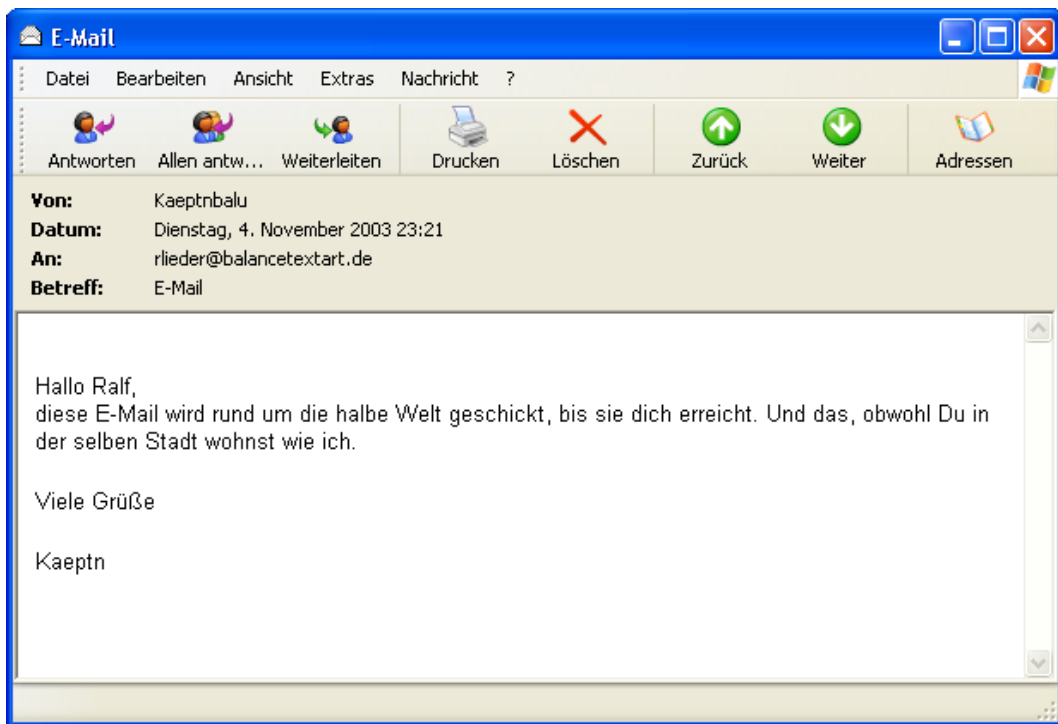 E-Mail
Datei Bearbeiten Ansicht Extras Nachricht ?
Antworten Allen antw... Weiterleiten Drucken Löschen Zurück Weiter Adressen
Von: Kaeptnbalu
Datum: Dienstag, 4. November 2003 23:21
An: rlieder@balancetextart.de
Betreff: E-Mail
Hallo Ralf,
diese E-Mail wird rund um die halbe Welt geschickt, bis sie dich erreicht. Und das, obwohl Du in
der selben Stadt wohnst wie ich.
Viele Grüße
Kaeptn